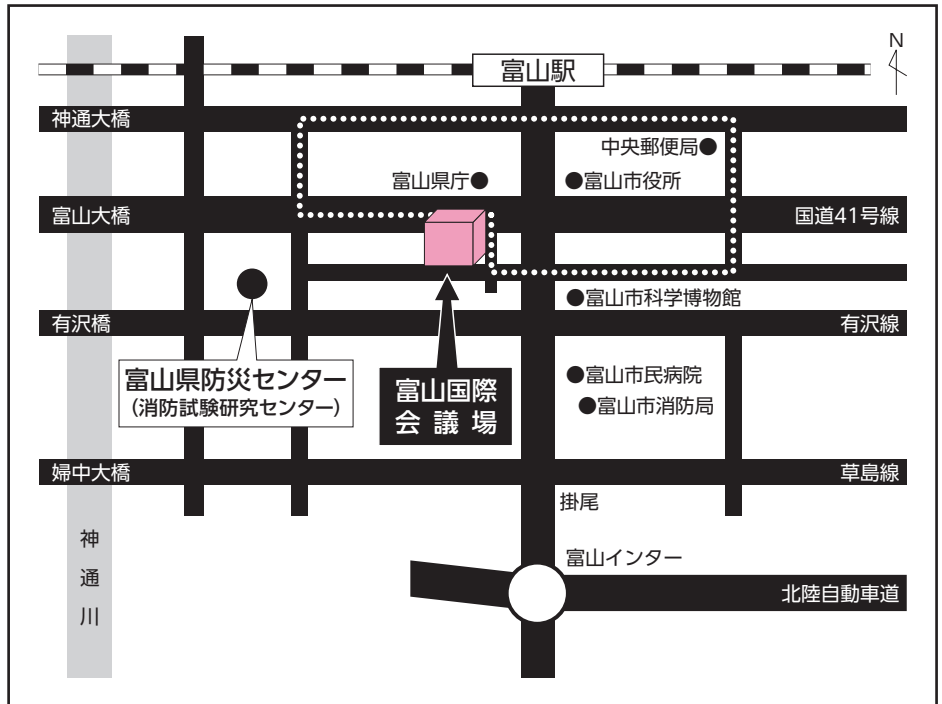 N
富山駅
神通大橋
中央郵便局
富山県庁
富山市役所
富山大橋
国道41号線
富山市科学博物館
有沢橋
有沢線
富山県防災センター
(消防試験研究センター)
富山国際
会議場
富山市民病院
富山市消防局
婦中大橋
草島線
掛尾
神通川
富山インター
北陸自動車道